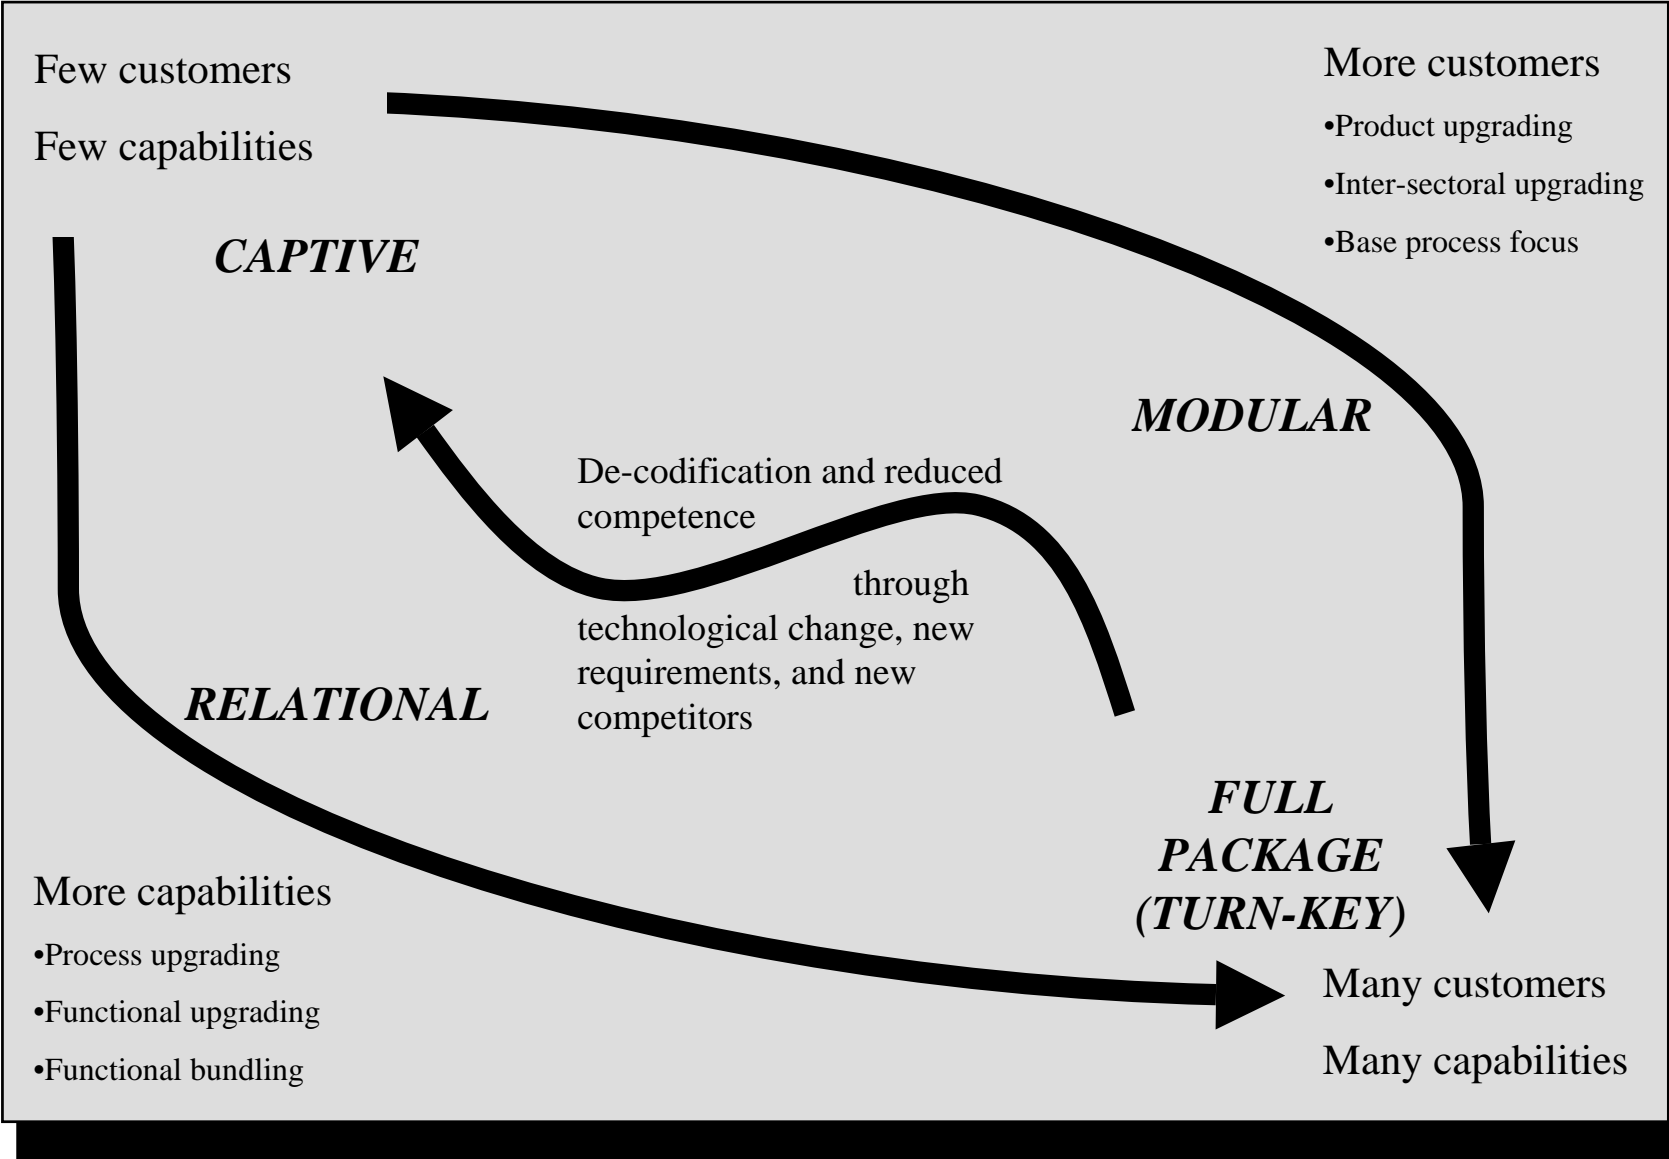 Few customers
Few capabilities
More customers
•Product upgrading
•Inter-sectoral upgrading
•Base process focus
CAPTIVE
MODULAR
De-codification and reduced
competence
through
technological change, new
requirements, and new
competitors
RELATIONAL
FULL
PACKAGE
(TURN-KEY)
More capabilities
•Process upgrading
•Functional upgrading
•Functional bundling
Many customers
Many capabilities